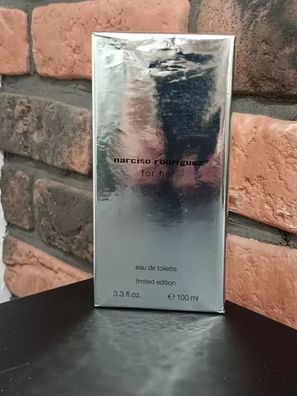 narciso rodriguez
for her
eau de toilette
limited edition
3.3 fl.oz. ℮ 100 ml